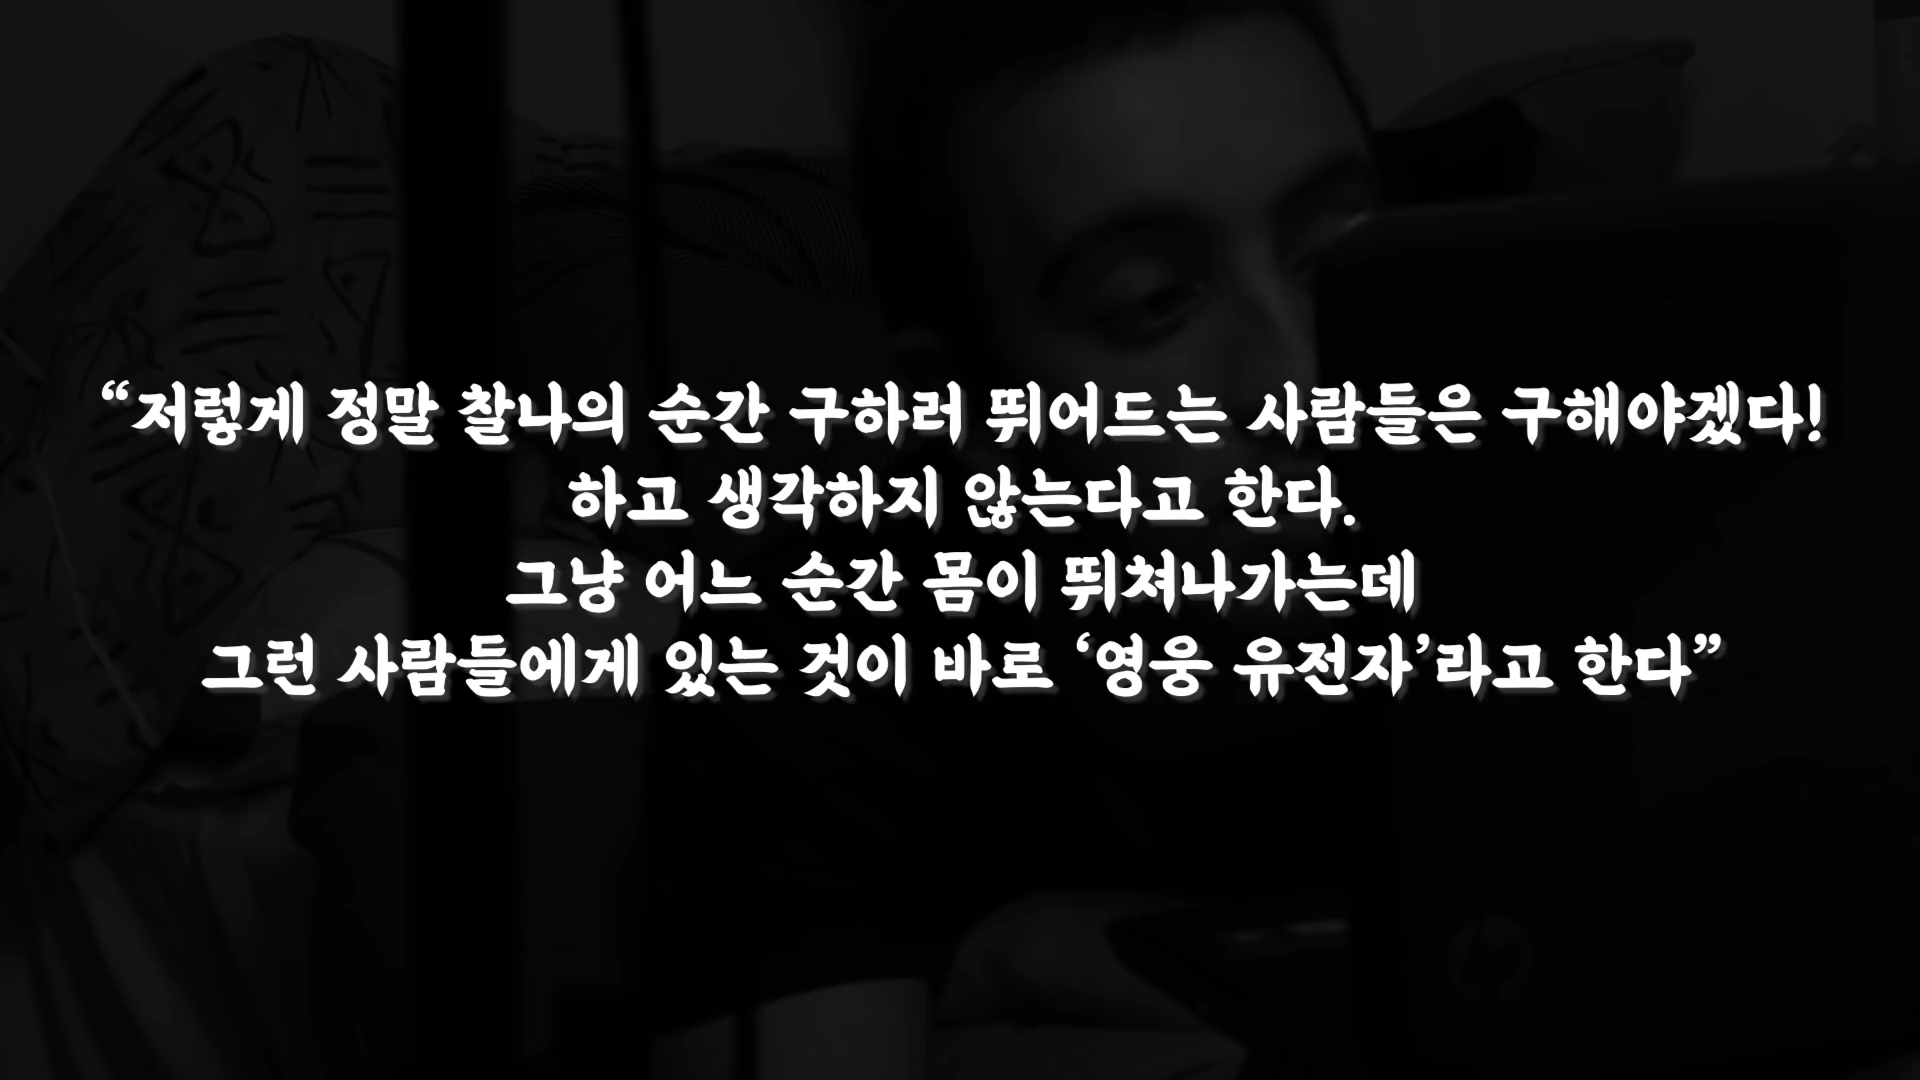 “저렇게 정말 찰나의 순간 구하러 뛰어드는 사람들은 구해야겠다!
하고 생각하지 않는다고 한다.
그냥 어느 순간 몸이 뛰쳐나가는데
그런 사람들에게 있는 것이 바로 ‘영웅 유전자’라고 한다”